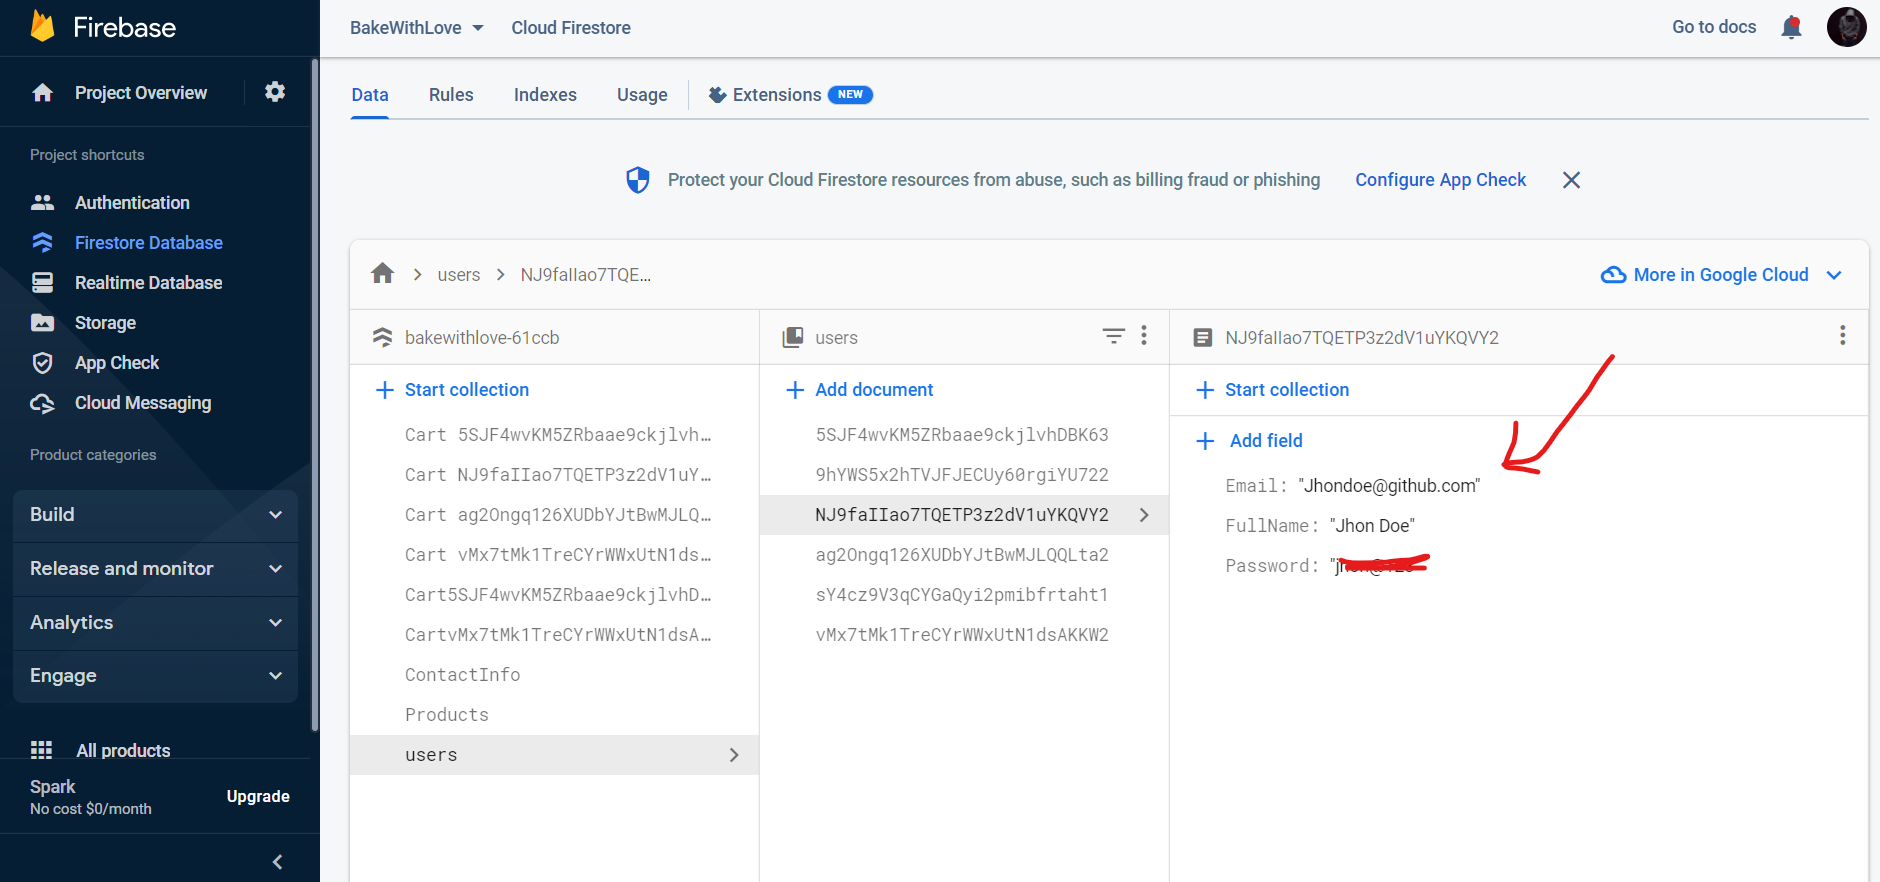 Firebase
BakeWithLove
Cloud Firestore
Go to docs
Project Overview
Data
Rules
Indexes
Usage
Extensions
NEW
Project shortcuts
Authentication
Firestore Database
Realtime Database
Storage
App Check
Cloud Messaging
Product categories
Build
Release and monitor
Analytics
Engage
All products
Spark
No cost $0/month
Upgrade
Protect your Cloud Firestore resources from abuse, such as billing fraud or phishing
Configure App Check
users
NJ9faIIao7TQE...
More in Google Cloud
bakewithlove-61ccb
Start collection
Cart 5SJF4wvKM5ZRbaae9ckjlvh…
Cart NJ9faIIao7TQETP3z2dV1uY…
Cart ag2Ongq126XUDbYJtBwMJLQ…
Cart vMx7tMk1TreCYrWWxUtN1ds…
Cart5SJF4wvKM5ZRbaae9ckjlvhD…
CartvMx7tMk1TreCYrWWxUtN1dsA…
ContactInfo
Products
users
users
Add document
5SJF4wvKM5ZRbaae9ckjlvhDBK63
9hYWS5x2hTVJFJECUy60rgiYU722
NJ9faIIao7TQETP3z2dV1uYKQVY2
ag2Ongq126XUDbYJtBwMJLQQLta2
sY4cz9V3qCYGaQyi2pmibfrtaht1
vMx7tMk1TreCYrWWxUtN1dsAKKW2
NJ9faIIao7TQETP3z2dV1uYKQVY2
Start collection
Add field
Email: "Jhondoe@github.com"
FullName: "Jhon Doe"
Password: